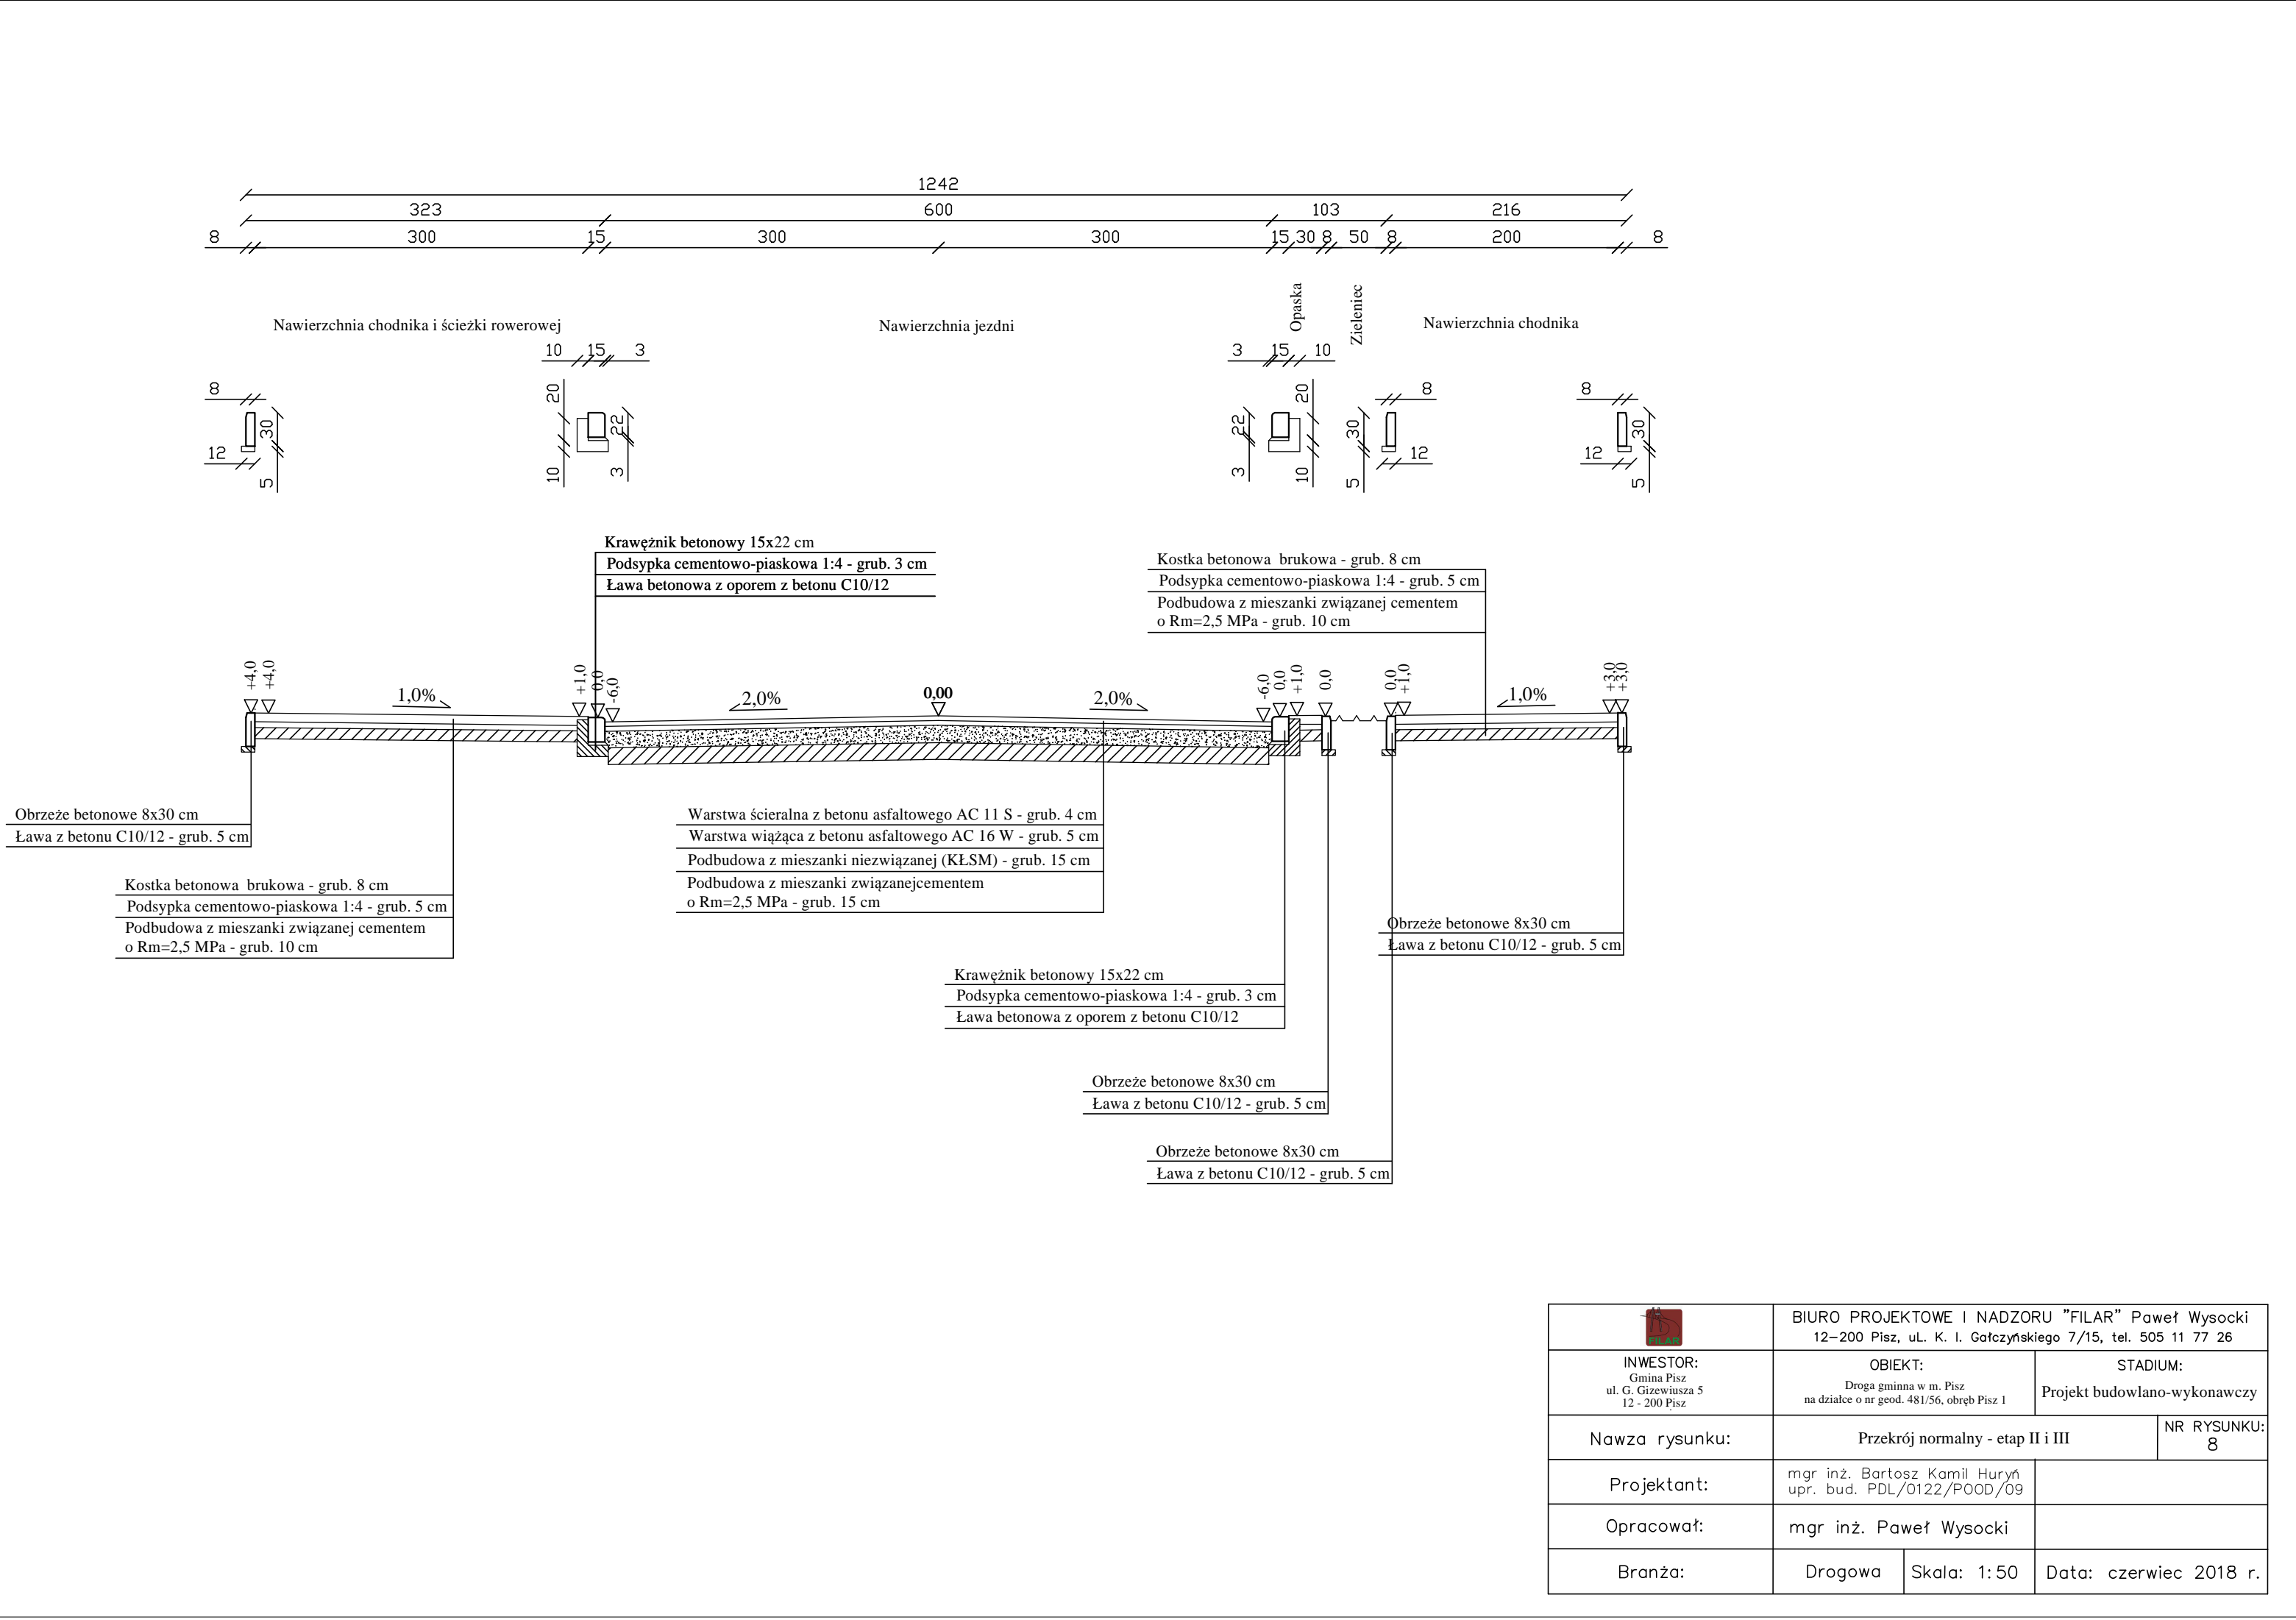 1242
323 600 103 216
8 300 15 300 300 15 30 8 50 8 200 8
Nawierzchnia chodnika i ścieżki rowerowej
Nawierzchnia jezdni
Opaska
Zieleniec
Nawierzchnia chodnika
8
30
12
5
10 15 3
20
22
10
3
3 15 10
22
20
3
10
8
30
12
5
8
30
12
5
Krawężnik betonowy 15x22 cm
Podsypka cementowo-piaskowa 1:4 - grub. 3 cm
Ława betonowa z oporem z betonu C10/12
Kostka betonowa brukowa - grub. 8 cm
Podsypka cementowo-piaskowa 1:4 - grub. 5 cm
Podbudowa z mieszanki związanej cementem
o Rm=2,5 MPa - grub. 10 cm
+4,0 +4,0 1,0% +1,0 0,0 -6,0 2,0% 0,00 2,0% -6,0 0,0 +1,0 0,0 0,0 +1,0 1,0% +3,0 +3,0
Obrzeże betonowe 8x30 cm
Ława z betonu C10/12 - grub. 5 cm
Kostka betonowa brukowa - grub. 8 cm
Podsypka cementowo-piaskowa 1:4 - grub. 5 cm
Podbudowa z mieszanki związanej cementem
o Rm=2,5 MPa - grub. 10 cm
Warstwa ścieralna z betonu asfaltowego AC 11 S - grub. 4 cm
Warstwa wiążąca z betonu asfaltowego AC 16 W - grub. 5 cm
Podbudowa z mieszanki niezwiązanej (KŁSM) - grub. 15 cm
Podbudowa z mieszanki związanejcementem
o Rm=2,5 MPa - grub. 15 cm
Obrzeże betonowe 8x30 cm
Ława z betonu C10/12 - grub. 5 cm
Krawężnik betonowy 15x22 cm
Podsypka cementowo-piaskowa 1:4 - grub. 3 cm
Ława betonowa z oporem z betonu C10/12
Obrzeże betonowe 8x30 cm
Ława z betonu C10/12 - grub. 5 cm
Obrzeże betonowe 8x30 cm
Ława z betonu C10/12 - grub. 5 cm
FILAR
BIURO PROJEKTOWE I NADZORU "FILAR" Paweł Wysocki
12-200 Pisz, uL. K. I. Gałczyńskiego 7/15, tel. 505 11 77 26
INWESTOR:
Gmina Pisz
ul. G. Gizewiusza 5
12 - 200 Pisz
OBIEKT:
Droga gminna w m. Pisz
na działce o nr geod. 481/56, obręb Pisz 1
STADIUM:
Projekt budowlano-wykonawczy
Nawza rysunku:
Przekrój normalny - etap II i III
NR RYSUNKU:
8
Projektant:
mgr inż. Bartosz Kamil Huryń
upr. bud. PDL/0122/POOD/09
Opracował:
mgr inż. Paweł Wysocki
Branża:
Drogowa
Skala: 1:50
Data: czerwiec 2018 r.